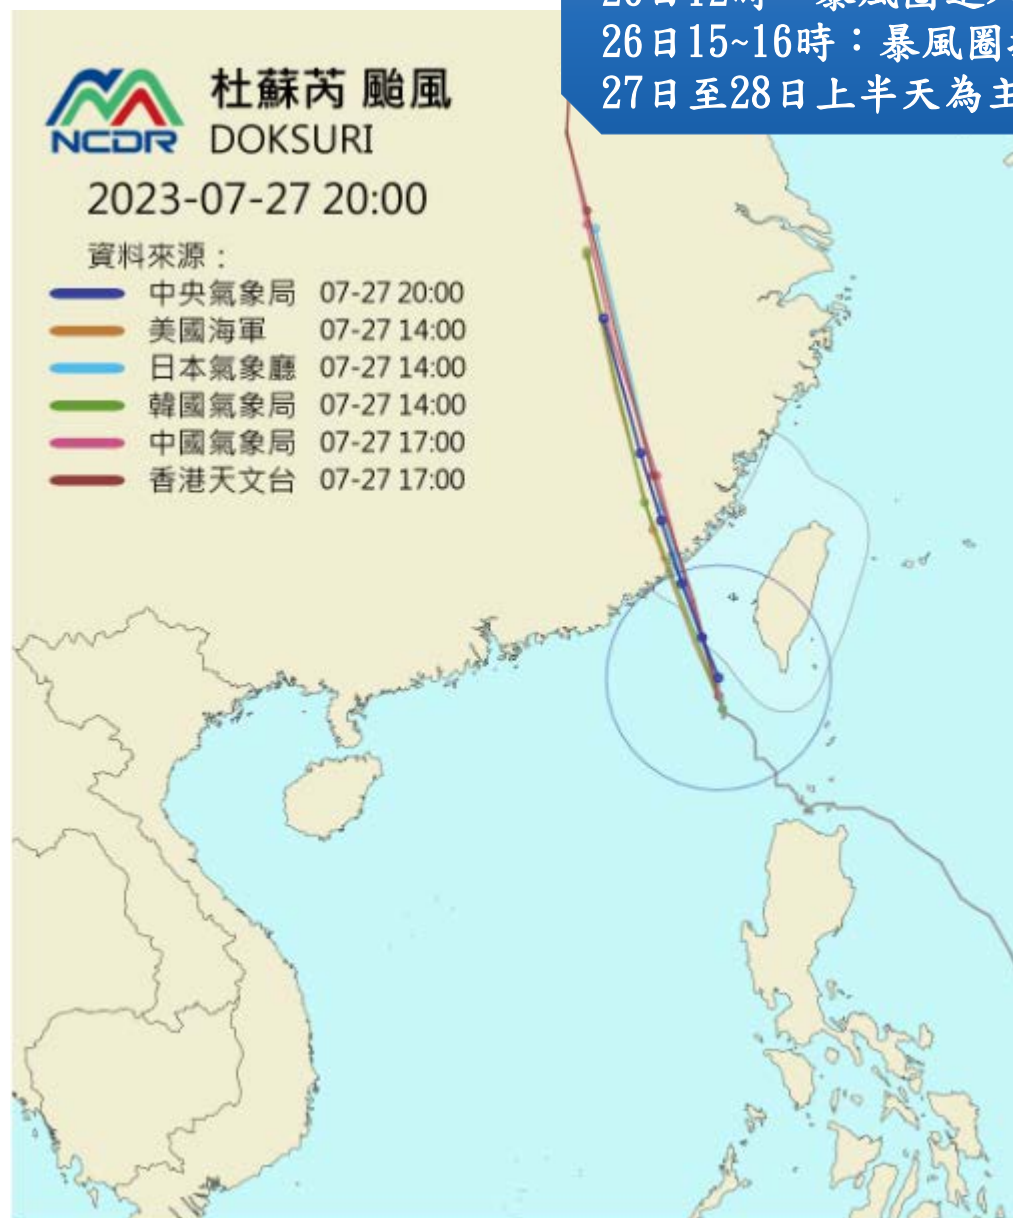 26日15~16時：暴風圈
27日至28日上半天為主
杜蘇芮 颱風
NCDR
DOKSURI
2023-07-27 20:00
資料來源：
中央氣象局 07-27 20:00
美國海軍 07-27 14:00
日本氣象廳 07-27 14:00
韓國氣象局 07-27 14:00
中國氣象局 07-27 17:00
香港天文台 07-27 17:00